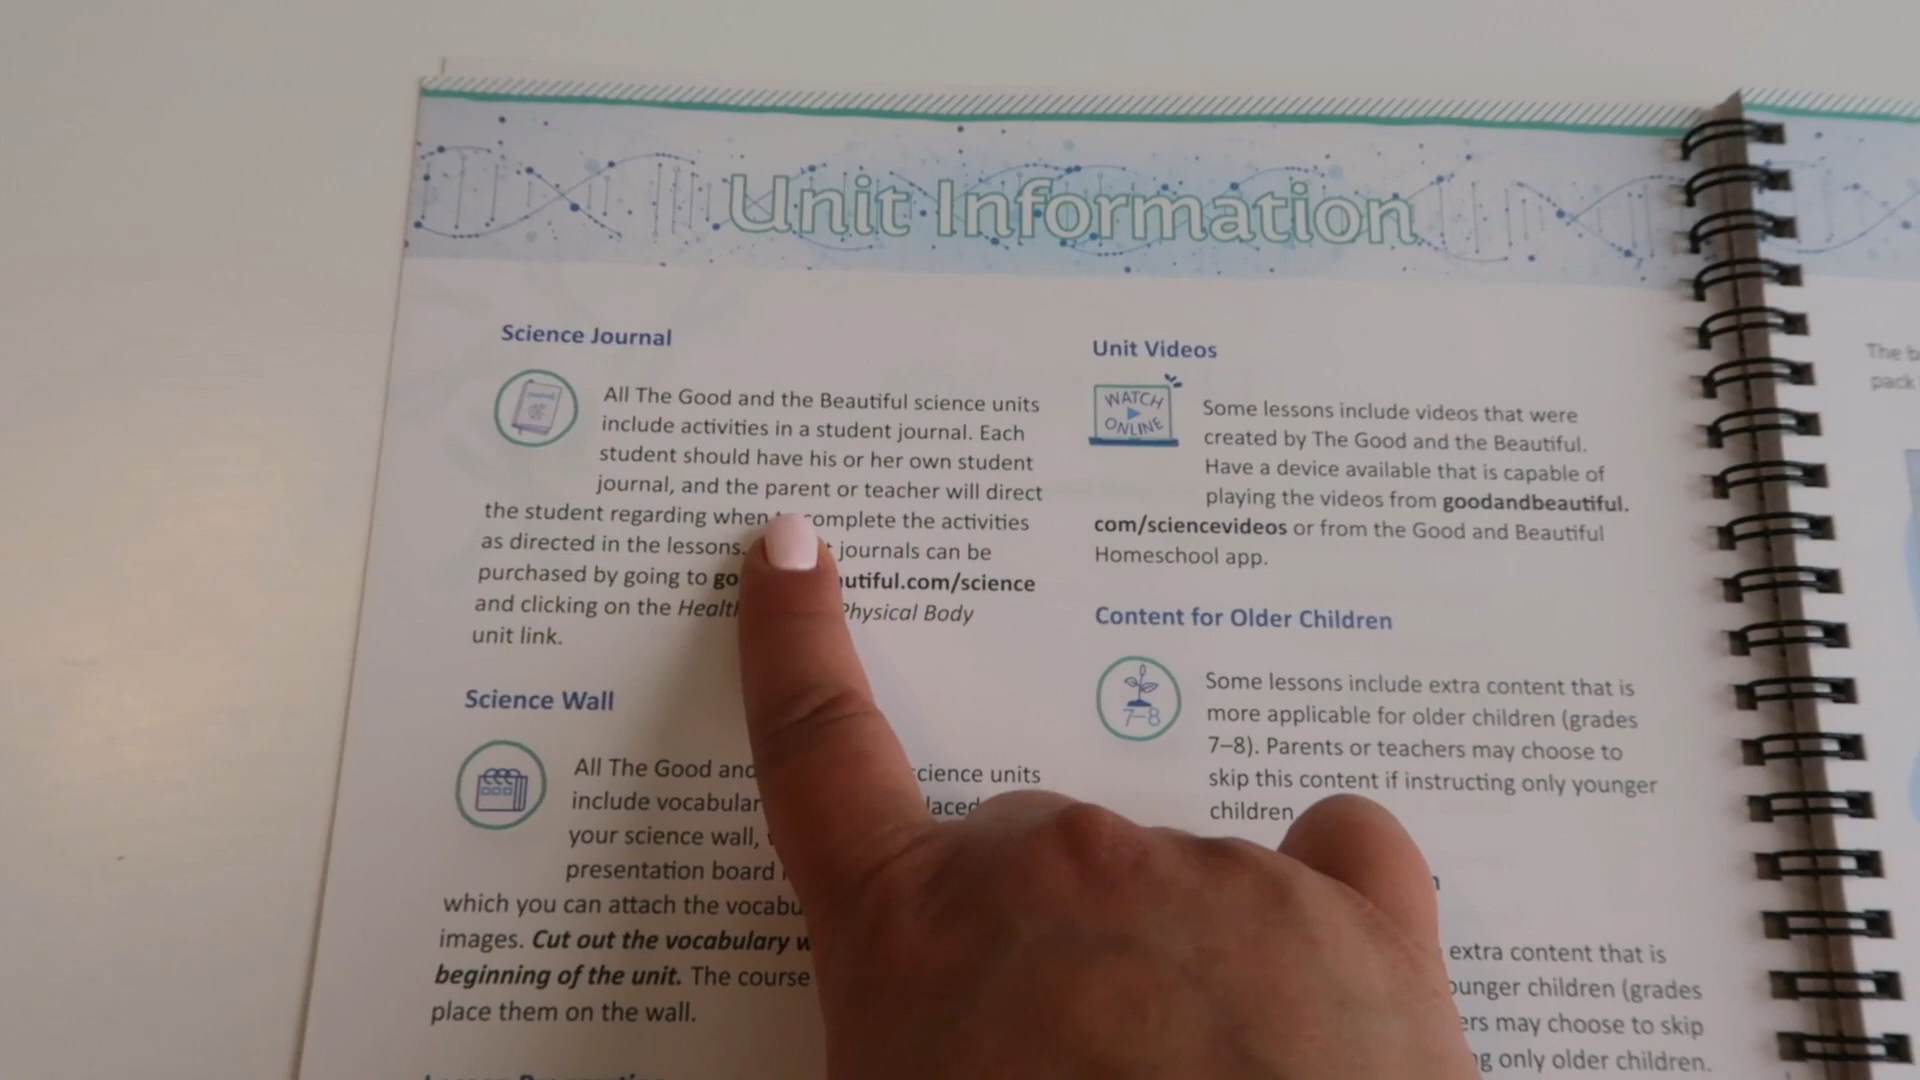 Unit Information
Science Journal
All The Good and the Beautiful science units
include activities in a student journal. Each
student should have his or her own student
journal, and the parent or teacher will direct
the student regarding when complete the activities
as directed in the lessons. journals can be
purchased by going to utiful.com/science
and clicking on the Physical Body
unit link.
Science Wall
All The Good and science units
include
your science wall,
presentation board
which you can attach the
images. Cut out the vocabulary
beginning of the unit. The course
place them on the wall.
Unit Videos
WATCH
ONLINE
Some lessons include videos that were
created by The Good and the Beautiful.
Have a device available that is capable of
playing the videos from goodandbeautiful.
com/sciencevideos or from the Good and Beautiful
Homeschool app.
Content for Older Children
7–8
Some lessons include extra content that is
more applicable for older children (grades
7–8). Parents or teachers may choose to
skip this content if instructing only younger
children.
extra content that is
younger children (grades
may choose to skip
only older children.
The
pack